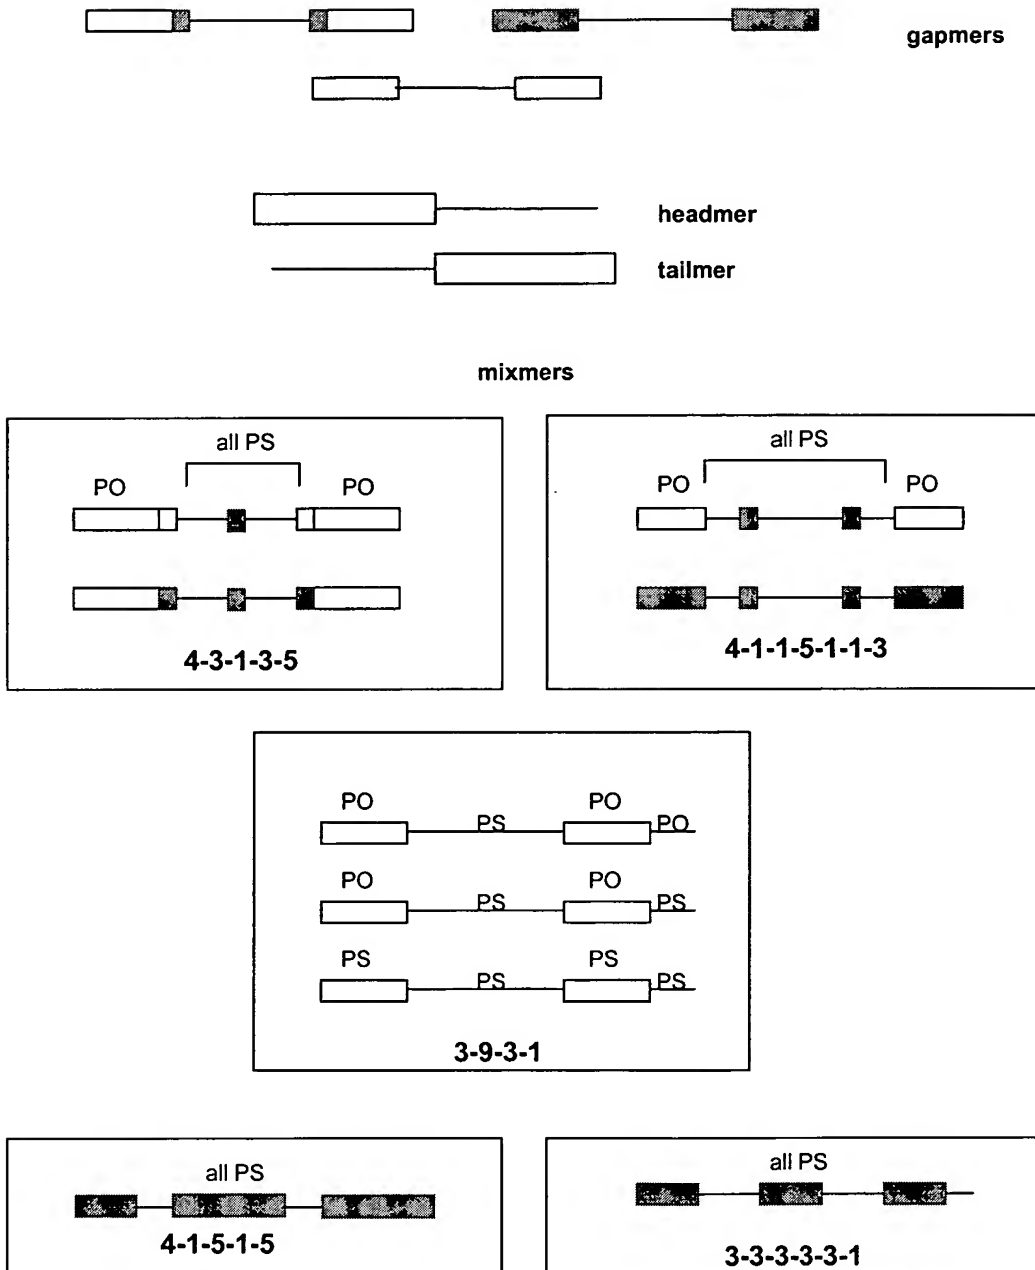 gapmers
headmer
tailmer
mixmers
all PS
PO PO
4-3-1-3-5
all PS
PO PO
4-1-1-5-1-1-3
PO PO
PS PO
PO PO
PS PS
PS PS
PS PS
3-9-3-1
all PS
4-1-5-1-5
all PS
3-3-3-3-3-1